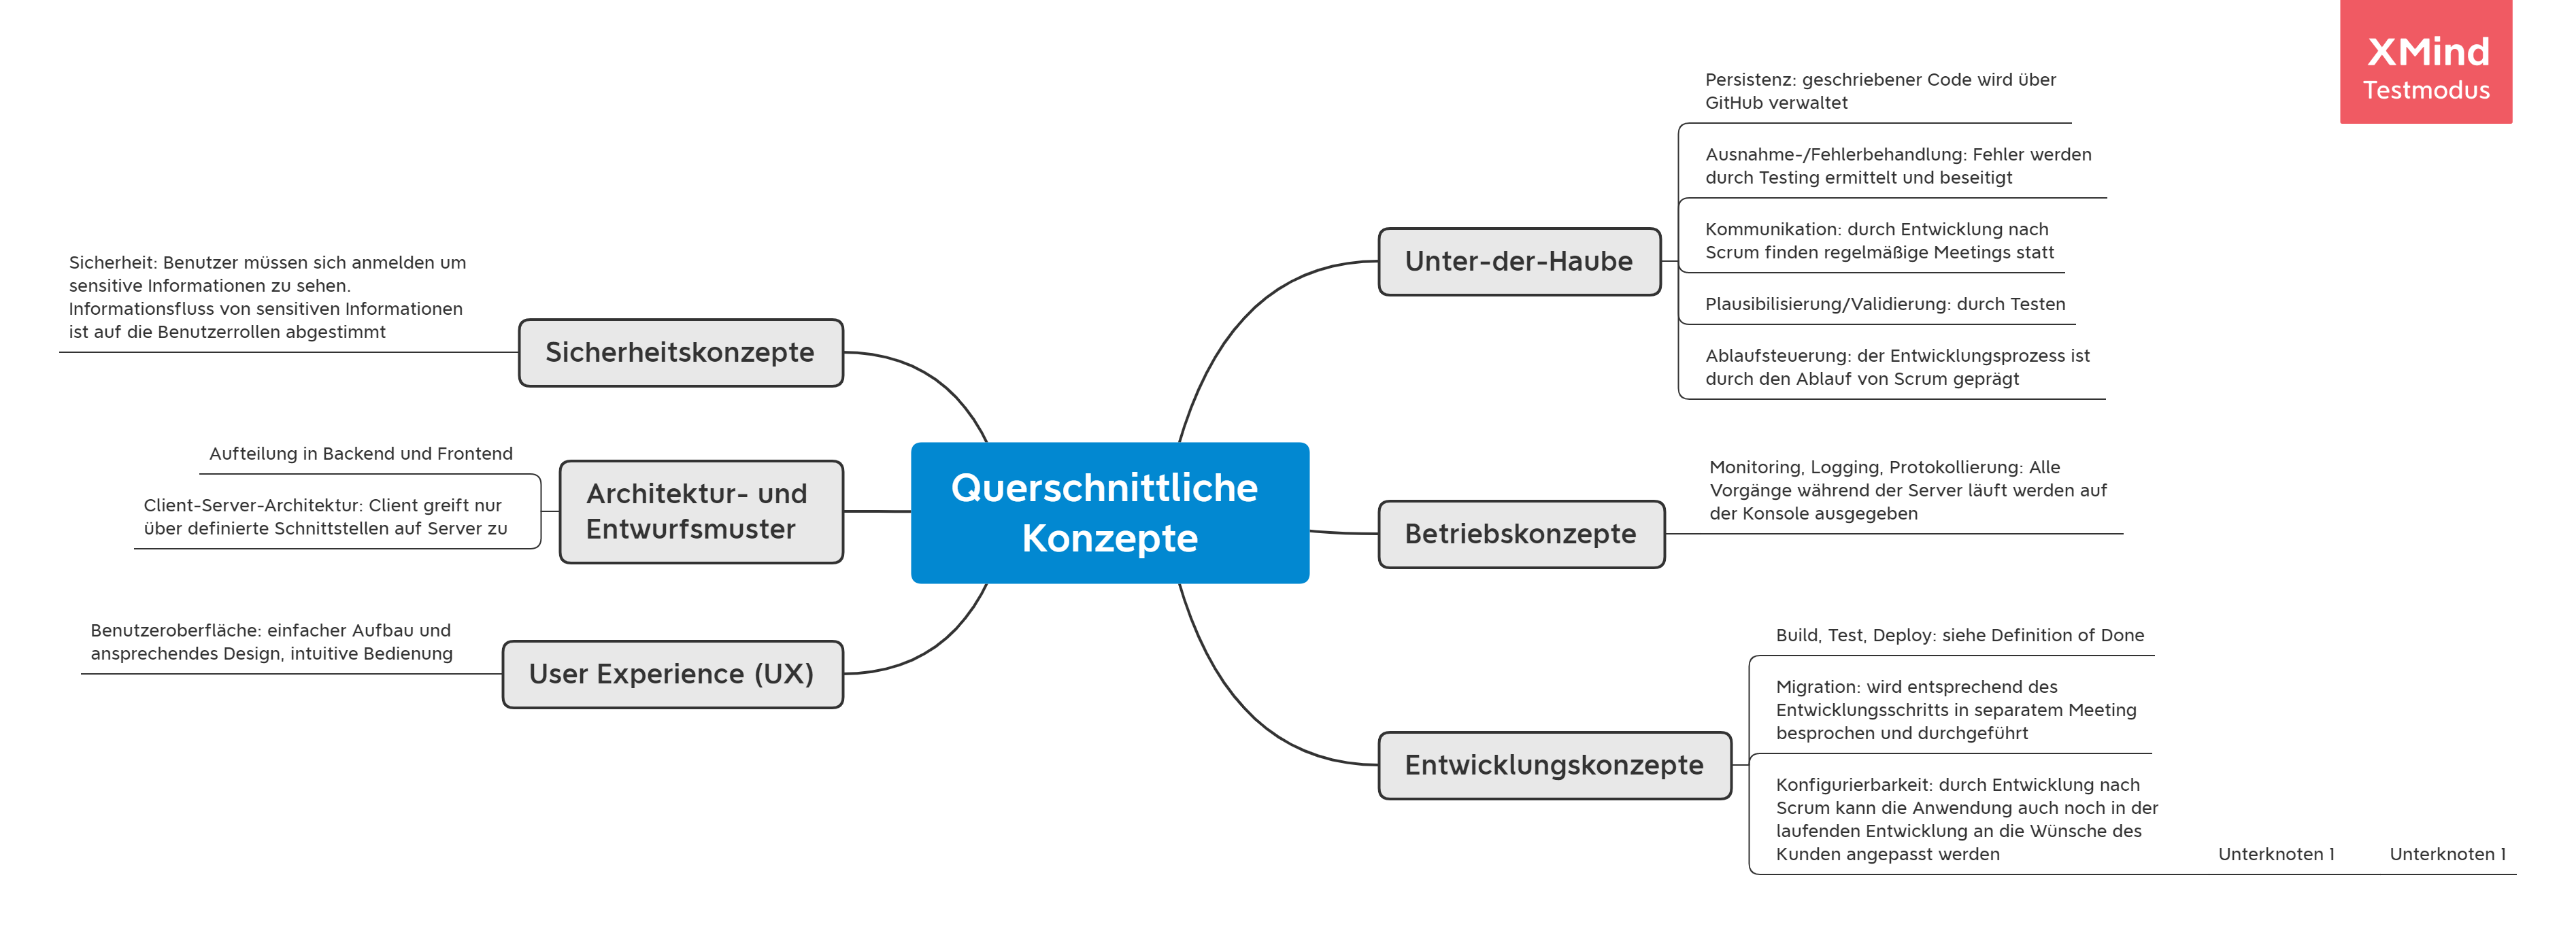 XMind
Testmodus
Querschnittliche
Konzepte
Unter-der-Haube
Persistenz: geschriebener Code wird über
GitHub verwaltet
Ausnahme-/Fehlerbehandlung: Fehler werden
durch Testing ermittelt und beseitigt
Kommunikation: durch Entwicklung nach
Scrum finden regelmäßige Meetings statt
Plausibilisierung/Validierung: durch Testen
Ablaufsteuerung: der Entwicklungsprozess ist
durch den Ablauf von Scrum geprägt
Betriebskonzepte
Monitoring, Logging, Protokollierung: Alle
Vorgänge während der Server läuft werden auf
der Konsole ausgegeben
Entwicklungskonzepte
Build, Test, Deploy: siehe Definition of Done
Migration: wird entsprechend des
Entwicklungsschritts in separatem Meeting
besprochen und durchgeführt
Konfigurierbarkeit: durch Entwicklung nach
Scrum kann die Anwendung auch noch in der
laufenden Entwicklung an die Wünsche des
Kunden angepasst werden
Unterknoten 1
Unterknoten 1
Sicherheitskonzepte
Sicherheit: Benutzer müssen sich anmelden um
sensitive Informationen zu sehen.
Informationsfluss von sensitiven Informationen
ist auf die Benutzerrollen abgestimmt
Architektur- und
Entwurfsmuster
Aufteilung in Backend und Frontend
Client-Server-Architektur: Client greift nur
über definierte Schnittstellen auf Server zu
User Experience (UX)
Benutzeroberfläche: einfacher Aufbau und
ansprechendes Design, intuitive Bedienung